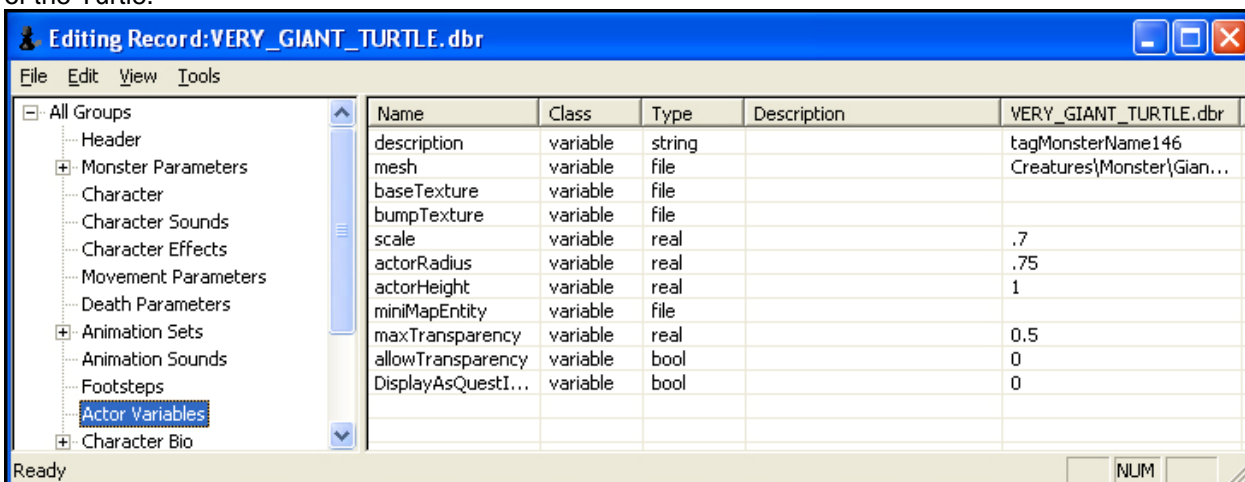 of the Turtle.
Editing Record:VERY_GIANT_TURTLE.dbr
File Edit View Tools
All Groups
Header
Monster Parameters
Character
Character Sounds
Character Effects
Movement Parameters
Death Parameters
Animation Sets
Animation Sounds
Footsteps
Actor Variables
Character Bio
Name Class Type Description VERY_GIANT_TURTLE.dbr
description variable string tagMonsterName146
mesh variable file Creatures\Monster\Gian...
baseTexture variable file
bumpTexture variable file
scale variable real .7
actorRadius variable real .75
actorHeight variable real 1
miniMapEntity variable file
maxTransparency variable real 0.5
allowTransparency variable bool 0
DisplayAsQuestI... variable bool 0
Ready NUM